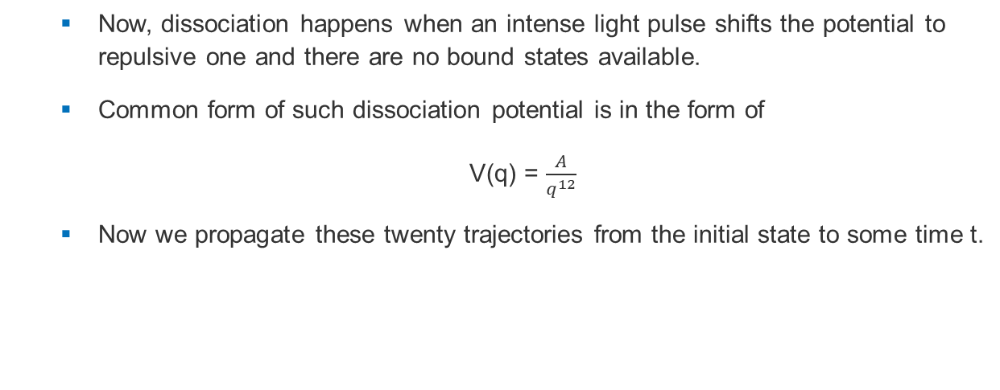 ▪ Now, dissociation happens when an intense light pulse shifts the potential to
repulsive one and there are no bound states available.
▪ Common form of such dissociation potential is in the form of
V(q) = A/q¹²
▪ Now we propagate these twenty trajectories from the initial state to some time t.